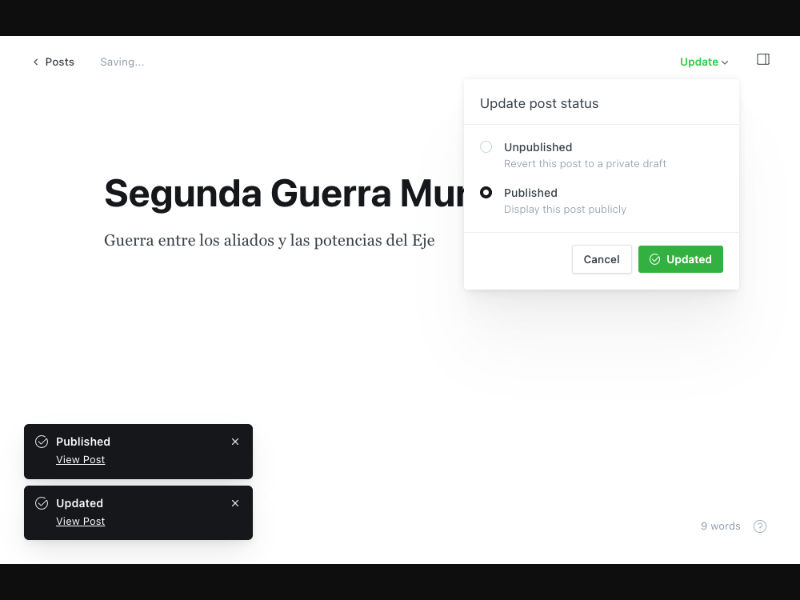 Posts
Saving...
Update
Update post status
Unpublished
Revert this post to a private draft
Published
Display this post publicly
Cancel
Updated
Segunda Guerra
Guerra entre los aliados y las potencias del Eje
Published
View Post
Updated
View Post
9 words
?